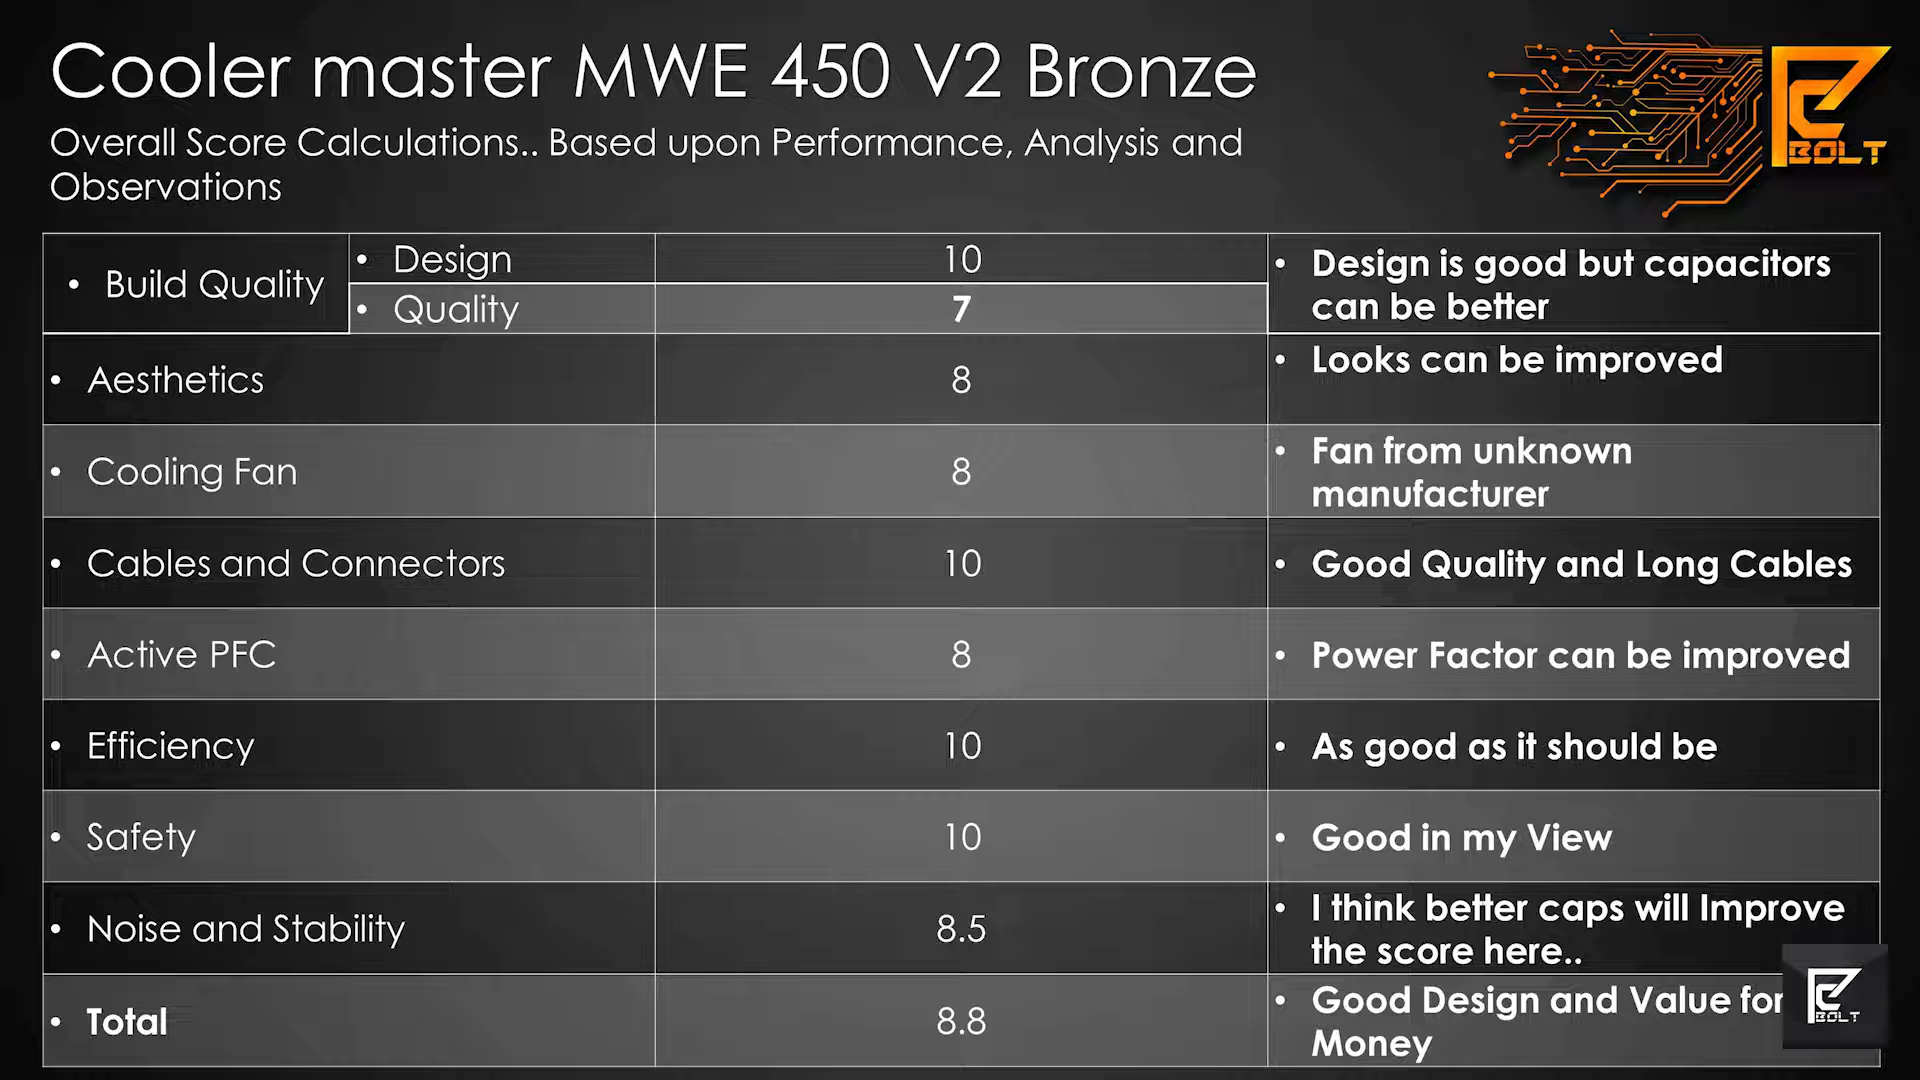 Cooler master MWE 450 V2 Bronze
Overall Score Calculations.. Based upon Performance, Analysis and
Observations
BOLT
• Build Quality
• Design
10
• Design is good but capacitors
can be better
• Quality
7
• Aesthetics
8
• Looks can be improved
• Cooling Fan
8
• Fan from unknown
manufacturer
• Cables and Connectors
10
• Good Quality and Long Cables
• Active PFC
8
• Power Factor can be improved
• Efficiency
10
• As good as it should be
• Safety
10
• Good in my View
• Noise and Stability
8.5
• I think better caps will Improve
the score here..
• Total
8.8
• Good Design and Value for
Money
BOLT